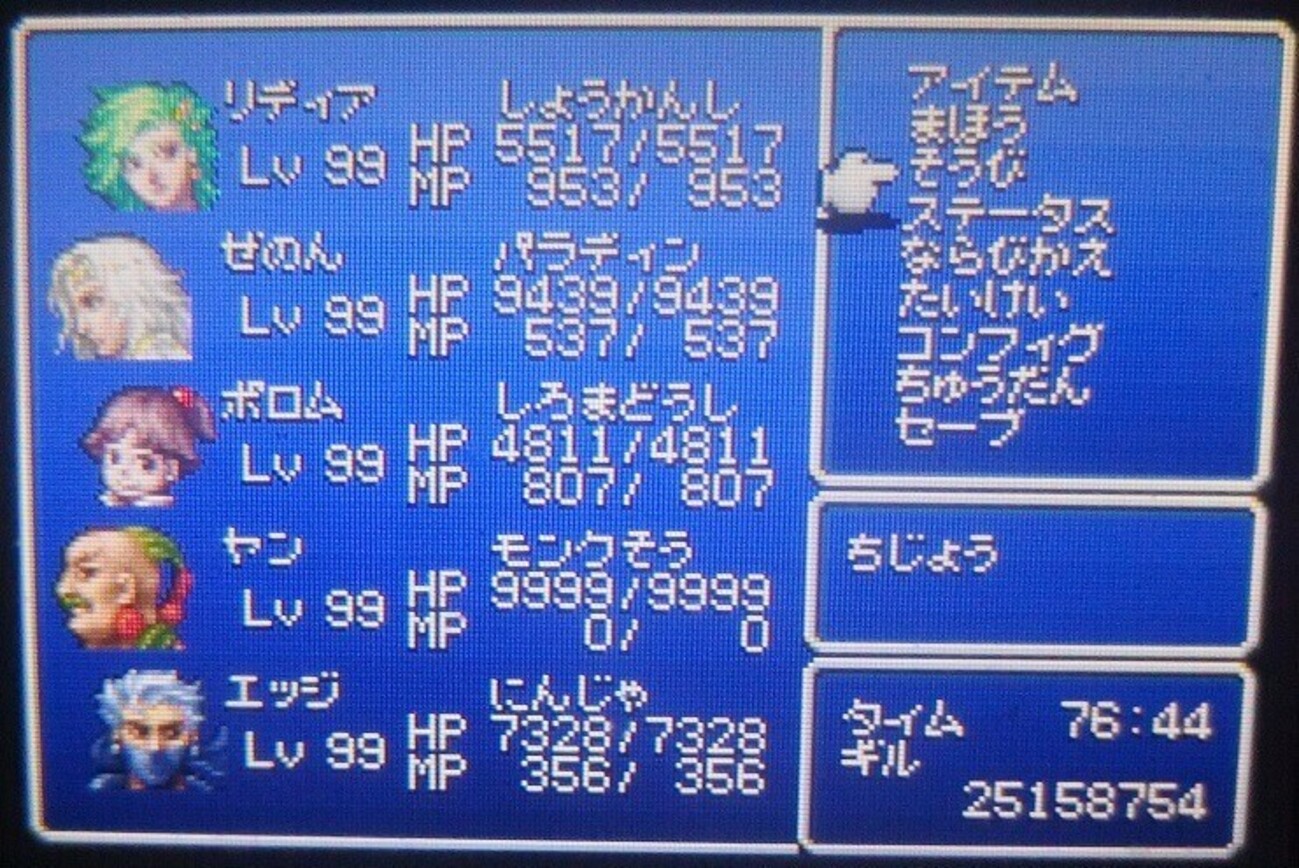 リディア しょうかんし
Lv 99 HP 5517/5517
MP 953/ 953
ぜのん パラディン
Lv 99 HP 9439/9439
MP 537/ 537
ポロム しろまどうし
Lv 99 HP 4811/4811
MP 807/ 807
ヤン モンクそう
Lv 99 HP 9999/9999
MP 0/ 0
エッジ にんじゃ
Lv 99 HP 7328/7328
MP 356/ 356
アイテム
まほう
そうび
ステータス
ならびかえ
たいけい
コンフィグ
ちゅうだん
セーブ
ちじょう
タイム 76:44
ギル
25158754